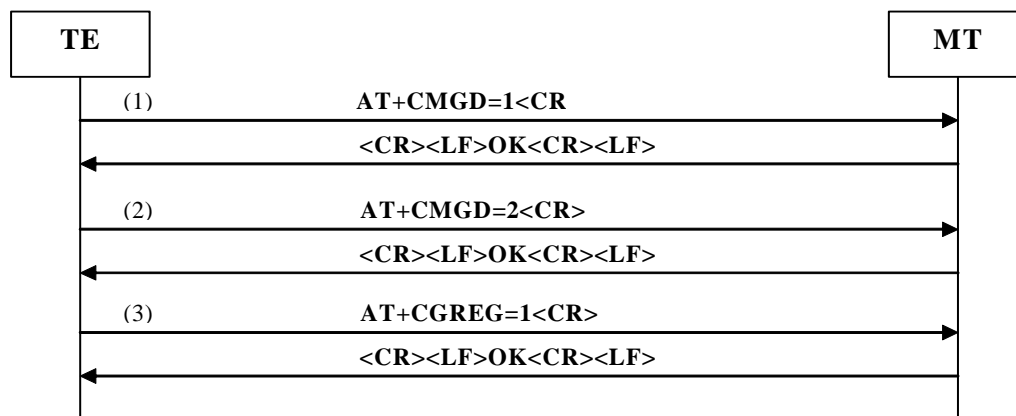 TE
MT
(1) AT+CMGD=1<CR
<CR><LF>OK<CR><LF>
(2) AT+CMGD=2<CR>
<CR><LF>OK<CR><LF>
(3) AT+CGREG=1<CR>
<CR><LF>OK<CR><LF>